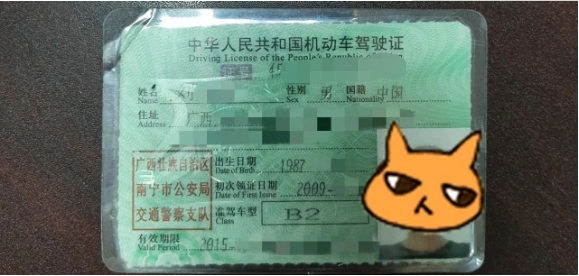 中华人民共和国机动车驾驶证
Driving License of the People's Republic of
姓名
Name
性别 男 国籍 中国
Sex Nationality
住址 广西
Address
广西壮族自治区
南宁市公安局
交通警察支队
出生日期 1987
Date of Birth
初次领证日期 2009-
Date of First Issue
准驾车型 B2
Class
有效期限 2015-
Valid Period